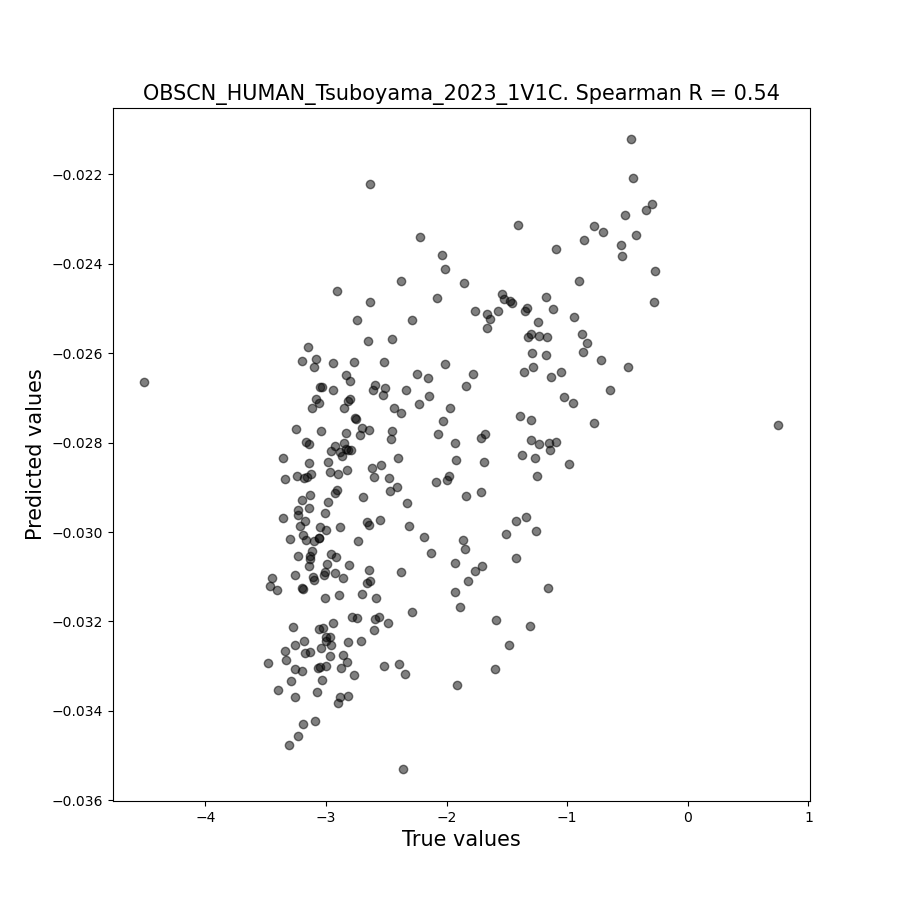 OBSCN_HUMAN_Tsuboyama_2023_1V1C. Spearman R = 0.54
Predicted values
−0.022
−0.024
−0.026
−0.028
−0.030
−0.032
−0.034
−0.036
−4 −3 −2 −1 0 1
True values